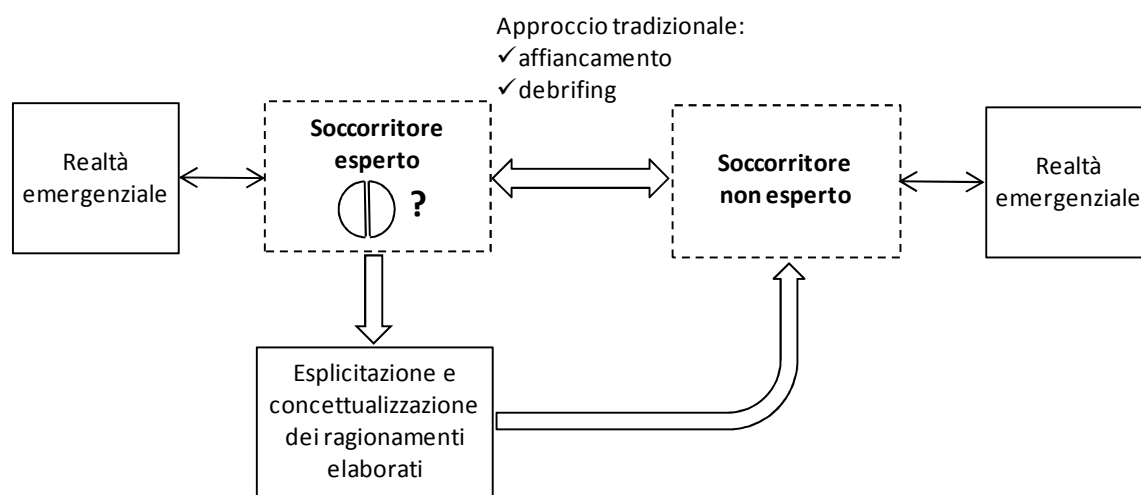 Approccio tradizionale:
✓ affiancamento
✓ debrifing
Realtà
emergenziale
Soccorritore
esperto
?
Soccorritore
non esperto
Realtà
emergenziale
Esplicitazione e
concettualizzazione
dei ragionamenti
elaborati